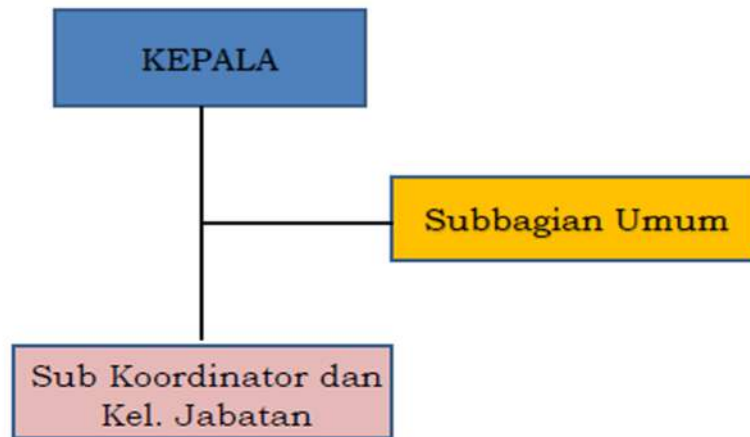 KEPALA
Subbagian Umum
Sub Koordinator dan
Kel. Jabatan